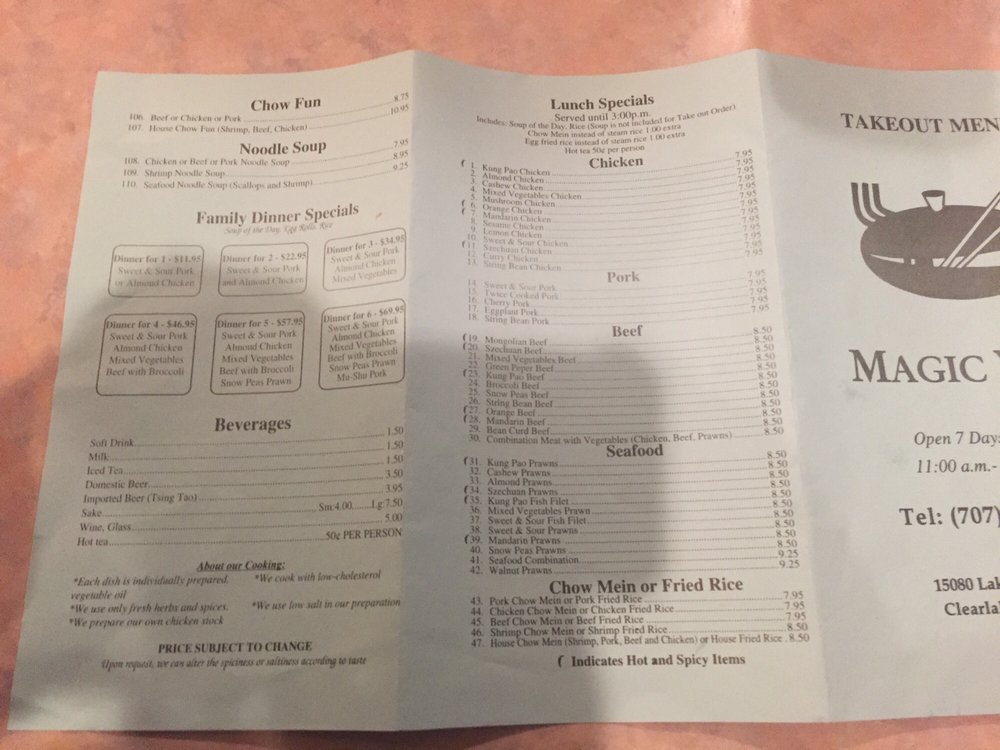 Chow Fun
106. Beef or Chicken or Pork 8.75
107. House Chow Fun (Shrimp, Beef, Chicken) 10.95
Noodle Soup
108. Chicken or Beef or Pork Noodle Soup 7.95
109. Shrimp Noodle Soup 8.95
110. Seafood Noodle Soup (Scallops and Shrimp) 9.25
Family Dinner Specials
Soup of the Day, Egg Rolls, Rice
Dinner for 1 - $11.95
Sweet & Sour Pork
or Almond Chicken
Dinner for 2 - $22.95
Sweet & Sour Pork
and Almond Chicken
Dinner for 3 - $34.95
Sweet & Sour Pork
Almond Chicken
Mixed Vegetables
Dinner for 4 - $46.95
Sweet & Sour Pork
Almond Chicken
Mixed Vegetables
Beef with Broccoli
Dinner for 5 - $57.95
Sweet & Sour Pork
Almond Chicken
Mixed Vegetables
Beef with Broccoli
Snow Peas Prawn
Dinner for 6 - $69.95
Sweet & Sour Pork
Almond Chicken
Mixed Vegetables
Beef with Broccoli
Snow Peas Prawn
Mu-Shu Pork
Beverages
Soft Drink 1.50
Milk 1.50
Iced Tea 1.50
Domestic Beer 3.50
Imported Beer (Tsing Tao) 3.95
Sake Sm:4.00 Lg:7.50
Wine, Glass 5.00
Hot tea 50¢ PER PERSON
About our Cooking:
*Each dish is individually prepared. *We cook with low-cholesterol
vegetable oil
*We use only fresh herbs and spices. *We use low salt in our preparation
*We prepare our own chicken stock
PRICE SUBJECT TO CHANGE
Upon request, we can alter the spiciness or saltiness according to taste
Lunch Specials
Served until 3:00p.m.
Includes: Soup of the Day, Rice (Soup is not included for Take out Order)
Chow Mein instead of steam rice 1.00 extra
Egg fried rice instead of steam rice 1.00 extra
Hot tea 50¢ per person
Chicken
1. Kung Pao Chicken 7.95
2. Almond Chicken 7.95
3. Cashew Chicken 7.95
4. Mixed Vegetables Chicken 7.95
5. Mushroom Chicken 7.95
6. Orange Chicken 7.95
7. Mandarin Chicken 7.95
8. Sesame Chicken 7.95
9. Lemon Chicken 7.95
10. Sweet & Sour Chicken 7.95
11. Szechuan Chicken 7.95
12. Curry Chicken 7.95
13. String Bean Chicken 7.95
Pork
14. Sweet & Sour Pork 7.95
15. Twice Cooked Pork 7.95
16. Cherry Pork 7.95
17. Eggplant Pork 7.95
18. String Bean Pork 7.95
Beef
19. Mongolian Beef 8.50
20. Szechuan Beef 8.50
21. Mixed Vegetables Beef 8.50
22. Green Peper Beef 8.50
23. Kung Pao Beef 8.50
24. Broccoli Beef 8.50
25. Snow Peas Beef 8.50
26. String Bean Beef 8.50
27. Orange Beef 8.50
28. Mandarin Beef 8.50
29. Bean Curd Beef 8.50
30. Combination Meat with Vegetables (Chicken, Beef, Prawns) 8.50
Seafood
31. Kung Pao Prawns 8.50
32. Cashew Prawns 8.50
33. Almond Prawns 8.50
34. Szechuan Prawns 8.50
35. Kung Pao Fish Filet 8.50
36. Mixed Vegetables Prawn 8.50
37. Sweet & Sour Fish Filet 8.50
38. Sweet & Sour Prawns 8.50
39. Mandarin Prawns 8.50
40. Snow Peas Prawns 8.50
41. Seafood Combination 9.25
42. Walnut Prawns 9.25
Chow Mein or Fried Rice
43. Pork Chow Mein or Pork Fried Rice 7.95
44. Chicken Chow Mein or Chicken Fried Rice 7.95
45. Beef Chow Mein or Beef Fried Rice 7.95
46. Shrimp Chow Mein or Shrimp Fried Rice 8.50
47. House Chow Mein (Shrimp, Pork, Beef and Chicken) or House Fried Rice 8.50
Indicates Hot and Spicy Items
TAKEOUT MEN
MAGIC
Open 7 Days
11:00 a.m.-
Tel: (707)
15080 Lak
Clearla